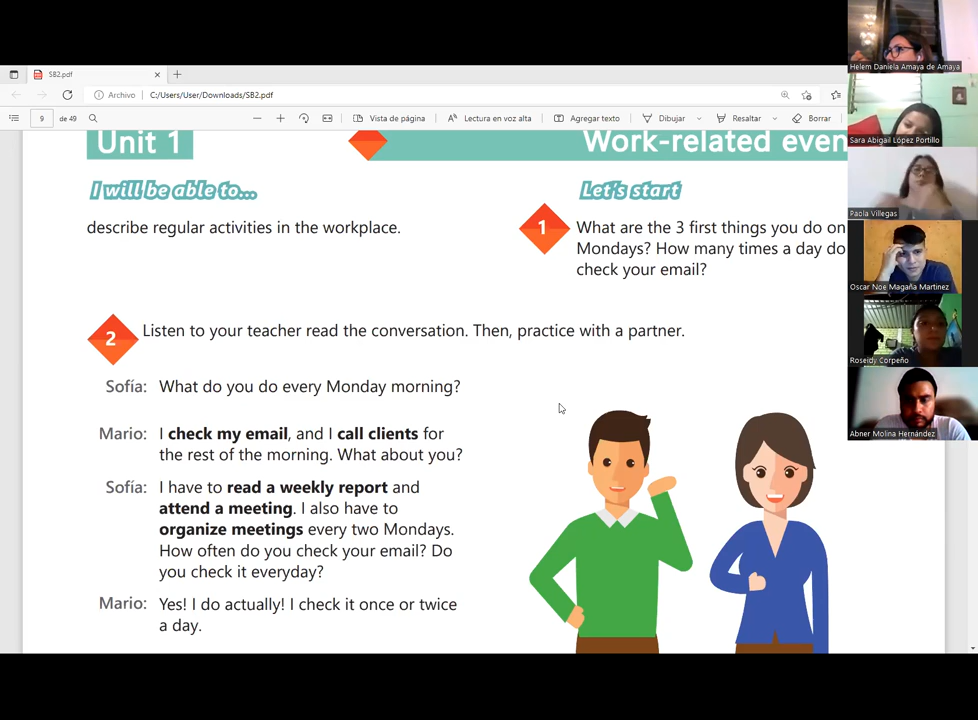 SB2.pdf
Archivo
C:/Users/User/Downloads/SB2.pdf
9
de 49
Vista de página
Lectura en voz alta
Agregar texto
Dibujar
Resaltar
Borrar
Unit 1
Work-related even
I will be able to...
Let's start
describe regular activities in the workplace.
1
What are the 3 first things you do on
Mondays? How many times a day do
check your email?
2
Listen to your teacher read the conversation. Then, practice with a partner.
Sofía: What do you do every Monday morning?
Mario: I check my email, and I call clients for
the rest of the morning. What about you?
Sofía: I have to read a weekly report and
attend a meeting. I also have to
organize meetings every two Mondays.
How often do you check your email? Do
you check it everyday?
Mario: Yes! I do actually! I check it once or twice
a day.
Helem Daniela Amaya de Amaya
Sara Abigail López Portillo
Paola Villegas
Oscar Noe Magaña Martinez
Roseidy Corpeño
Abner Molina Hernández